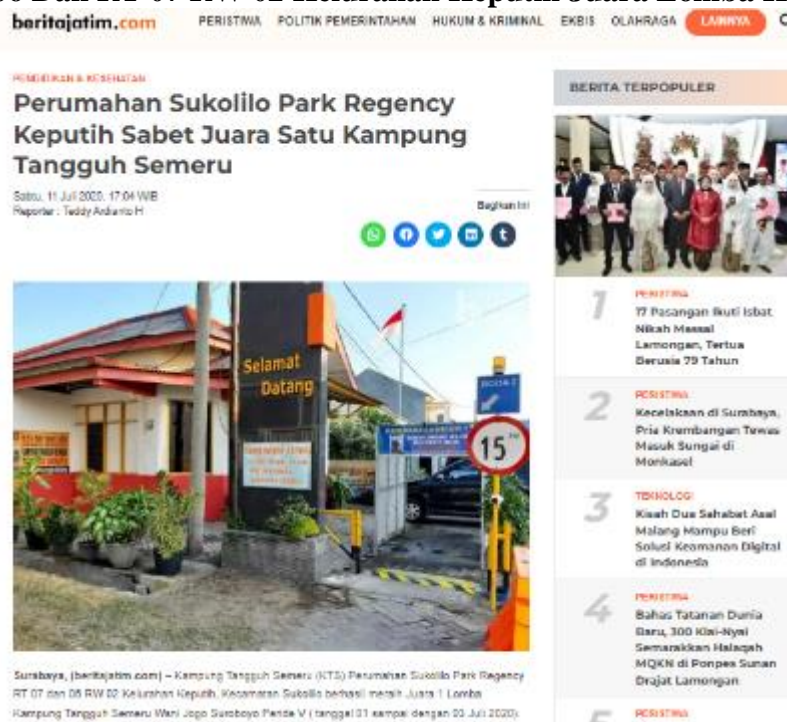 Kelurahan Keputih Juara Lomba
beritajatim.com
PERISTIWA POLITIK PEMERINTAHAN HUKUM & KRIMINAL EKBIS OLAHRAGA LAINNYA
PENDIDIKAN & KESEHATAN
Perumahan Sukolilo Park Regency
Keputih Sabet Juara Satu Kampung
Tangguh Semeru
Sabtu, 11 Juli 2020, 17:04 WIB
Reporter : Teddy Ardianto H
Bagikan Ini
Selamat
Datang
15
Surabaya, (beritajatim.com) – Kampung Tangguh Semeru (KTS) Perumahan Sukolilo Park Regency
RT 07 dan 08 RW 02 Kelurahan Keputih, Kecamatan Sukolilo berhasil meraih Juara 1 Lomba
Kampung Tangguh Semeru Wani Jogo Suroboyo Periode V ( tanggal 01 sampai dengan 03 Juli 2020).
BERITA TERPOPULER
1
PERISTIWA
17 Pasangan Ikuti Isbat
Nikah Massal
Lamongan, Tertua
Berusia 79 Tahun
2
PERISTIWA
Kecelakaan di Surabaya,
Pria Krembangan Tewas
Masuk Sungai di
Monkasel
3
TEKNOLOGI
Kisah Dua Sahabat Asal
Malang Mampu Beri
Solusi Keamanan Digital
di Indonesia
4
PERISTIWA
Bahas Tatanan Dunia
Baru, 300 Kiai-Nyai
Semarakkan Halaqah
MQKN di Ponpes Sunan
Drajat Lamongan
5
PERISTIWA